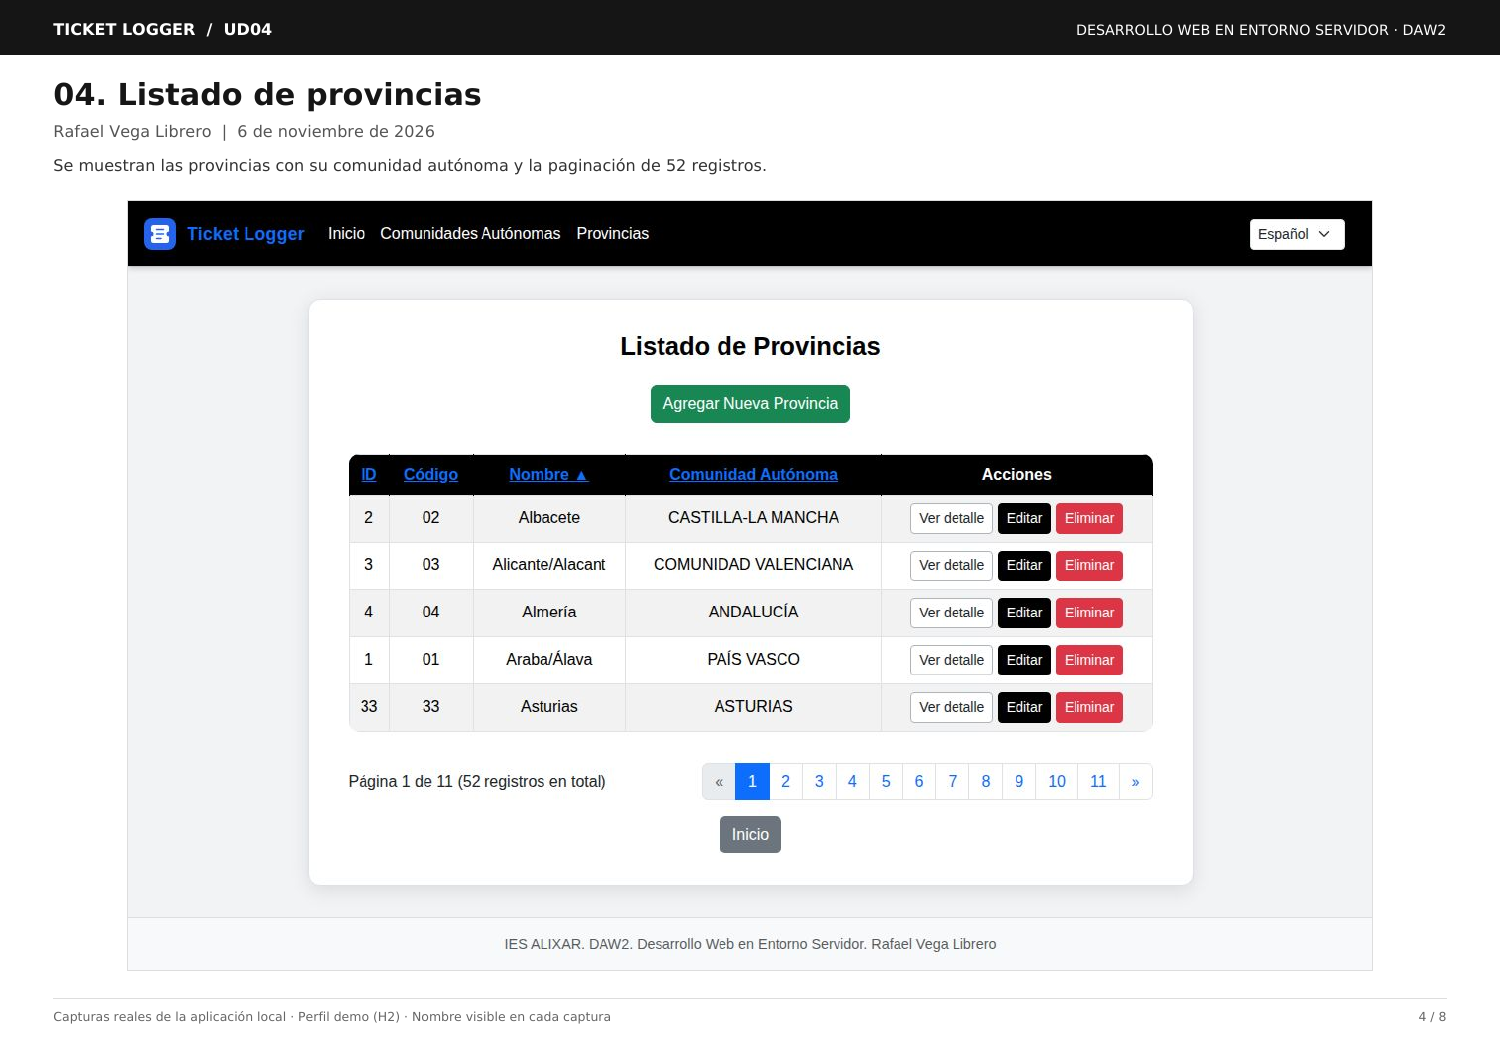 TICKET LOGGER / UD04
DESARROLLO WEB EN ENTORNO SERVIDOR · DAW2
04. Listado de provincias
Rafael Vega Librero | 6 de noviembre de 2026
Se muestran las provincias con su comunidad autónoma y la paginación de 52 registros.
Ticket Logger Inicio Comunidades Autónomas Provincias Español
Listado de Provincias
Agregar Nueva Provincia
ID Código Nombre ▲ Comunidad Autónoma Acciones
2 02 Albacete CASTILLA-LA MANCHA Ver detalle Editar Eliminar
3 03 Alicante/Alacant COMUNIDAD VALENCIANA Ver detalle Editar Eliminar
4 04 Almería ANDALUCÍA Ver detalle Editar Eliminar
1 01 Araba/Álava PAÍS VASCO Ver detalle Editar Eliminar
33 33 Asturias ASTURIAS Ver detalle Editar Eliminar
Página 1 de 11 (52 registros en total) « 1 2 3 4 5 6 7 8 9 10 11 »
Inicio
IES ALIXAR. DAW2. Desarrollo Web en Entorno Servidor. Rafael Vega Librero
Capturas reales de la aplicación local · Perfil demo (H2) · Nombre visible en cada captura
4 / 8